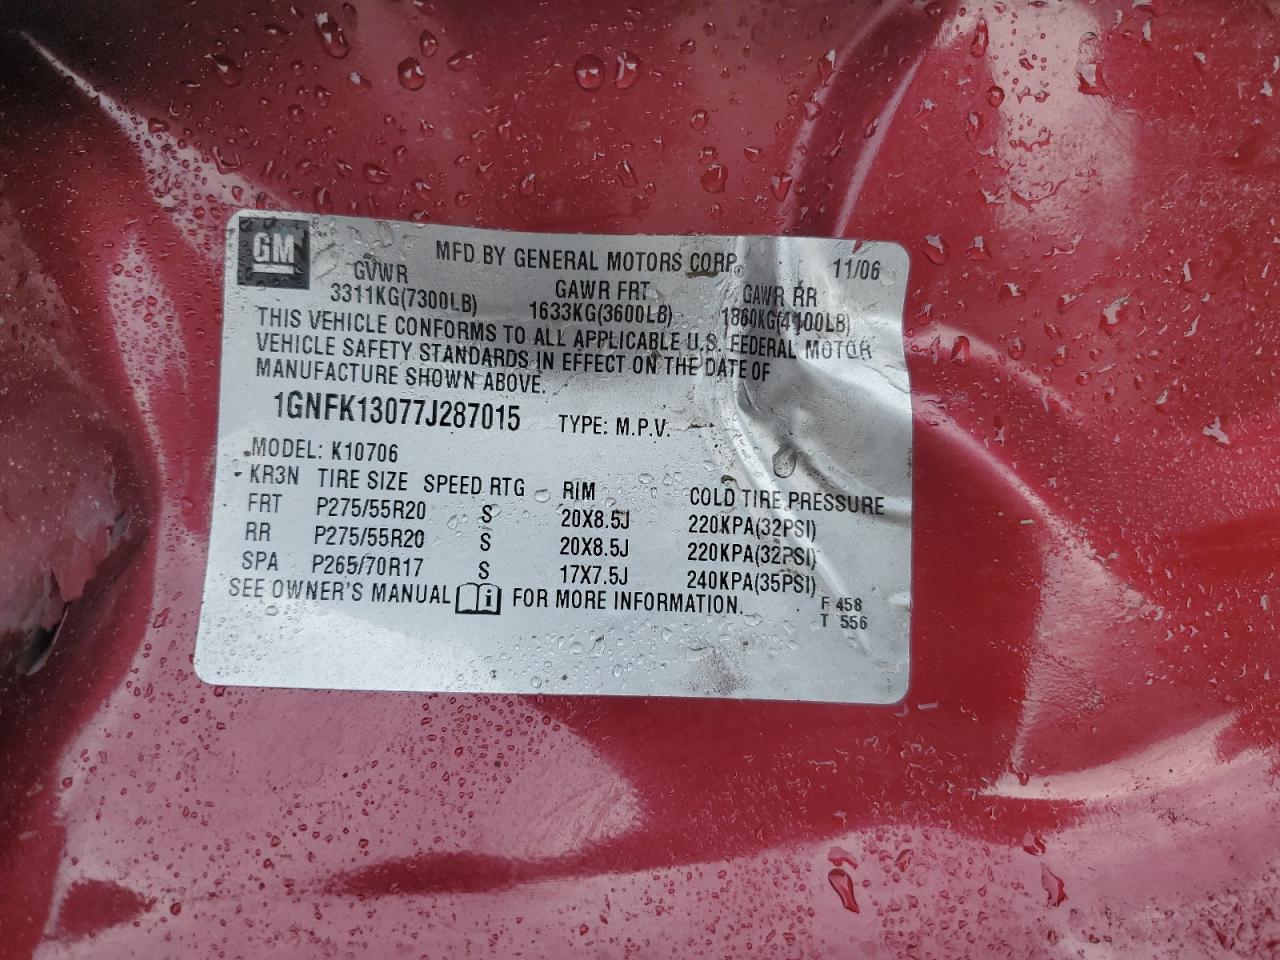 GM
MFD BY GENERAL MOTORS CORP. 11/06
GVWR GAWR FRT GAWR RR
3311KG(7300LB) 1633KG(3600LB) 1860KG(4100LB)
THIS VEHICLE CONFORMS TO ALL APPLICABLE U.S. FEDERAL MOTOR
VEHICLE SAFETY STANDARDS IN EFFECT ON THE DATE OF
MANUFACTURE SHOWN ABOVE.
1GNFK13077J287015 TYPE: M.P.V.
MODEL: K10706
KR3N TIRE SIZE SPEED RTG RIM COLD TIRE PRESSURE
FRT P275/55R20 S 20X8.5J 220KPA(32PSI)
RR P275/55R20 S 20X8.5J 220KPA(32PSI)
SPA P265/70R17 S 17X7.5J 240KPA(35PSI)
SEE OWNER'S MANUAL i FOR MORE INFORMATION.
F 458
T 556